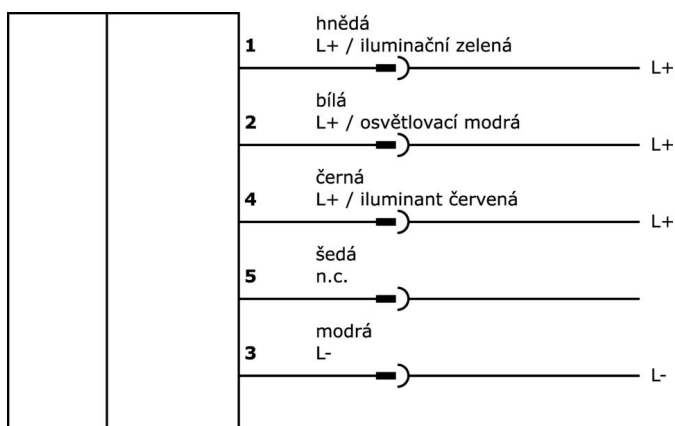 hnědá
1 L+ / iluminační zelená
L+
bílá
2 L+ / osvětlovací modrá
L+
černá
4 L+ / iluminant červená
L+
šedá
5 n.c.
modrá
3 L-
L-